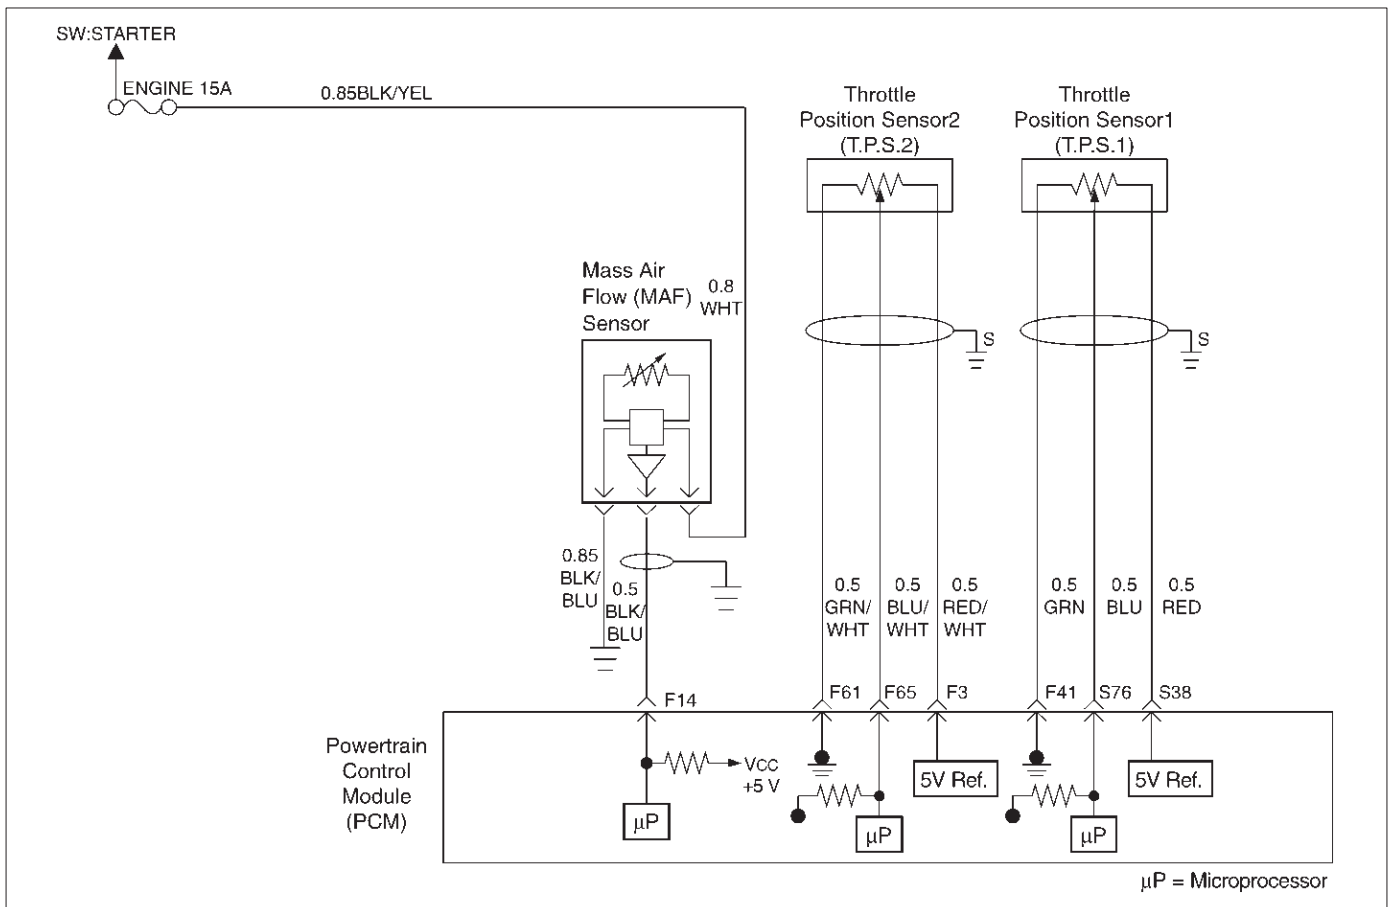 SW:STARTER
ENGINE 15A
0.85BLK/YEL
Throttle
Position Sensor2
(T.P.S.2)
Throttle
Position Sensor1
(T.P.S.1)
Mass Air
Flow (MAF)
Sensor
0.8
WHT
S
S
0.85
BLK/
BLU
0.5
BLK/
BLU
0.5
GRN/
WHT
0.5
BLU/
WHT
0.5
RED/
WHT
0.5
GRN
0.5
BLU
0.5
RED
F14
F61
F65
F3
F41
S76
S38
Powertrain
Control
Module
(PCM)
VCC
+5 V
µP
5V Ref.
µP
5V Ref.
µP
µP = Microprocessor